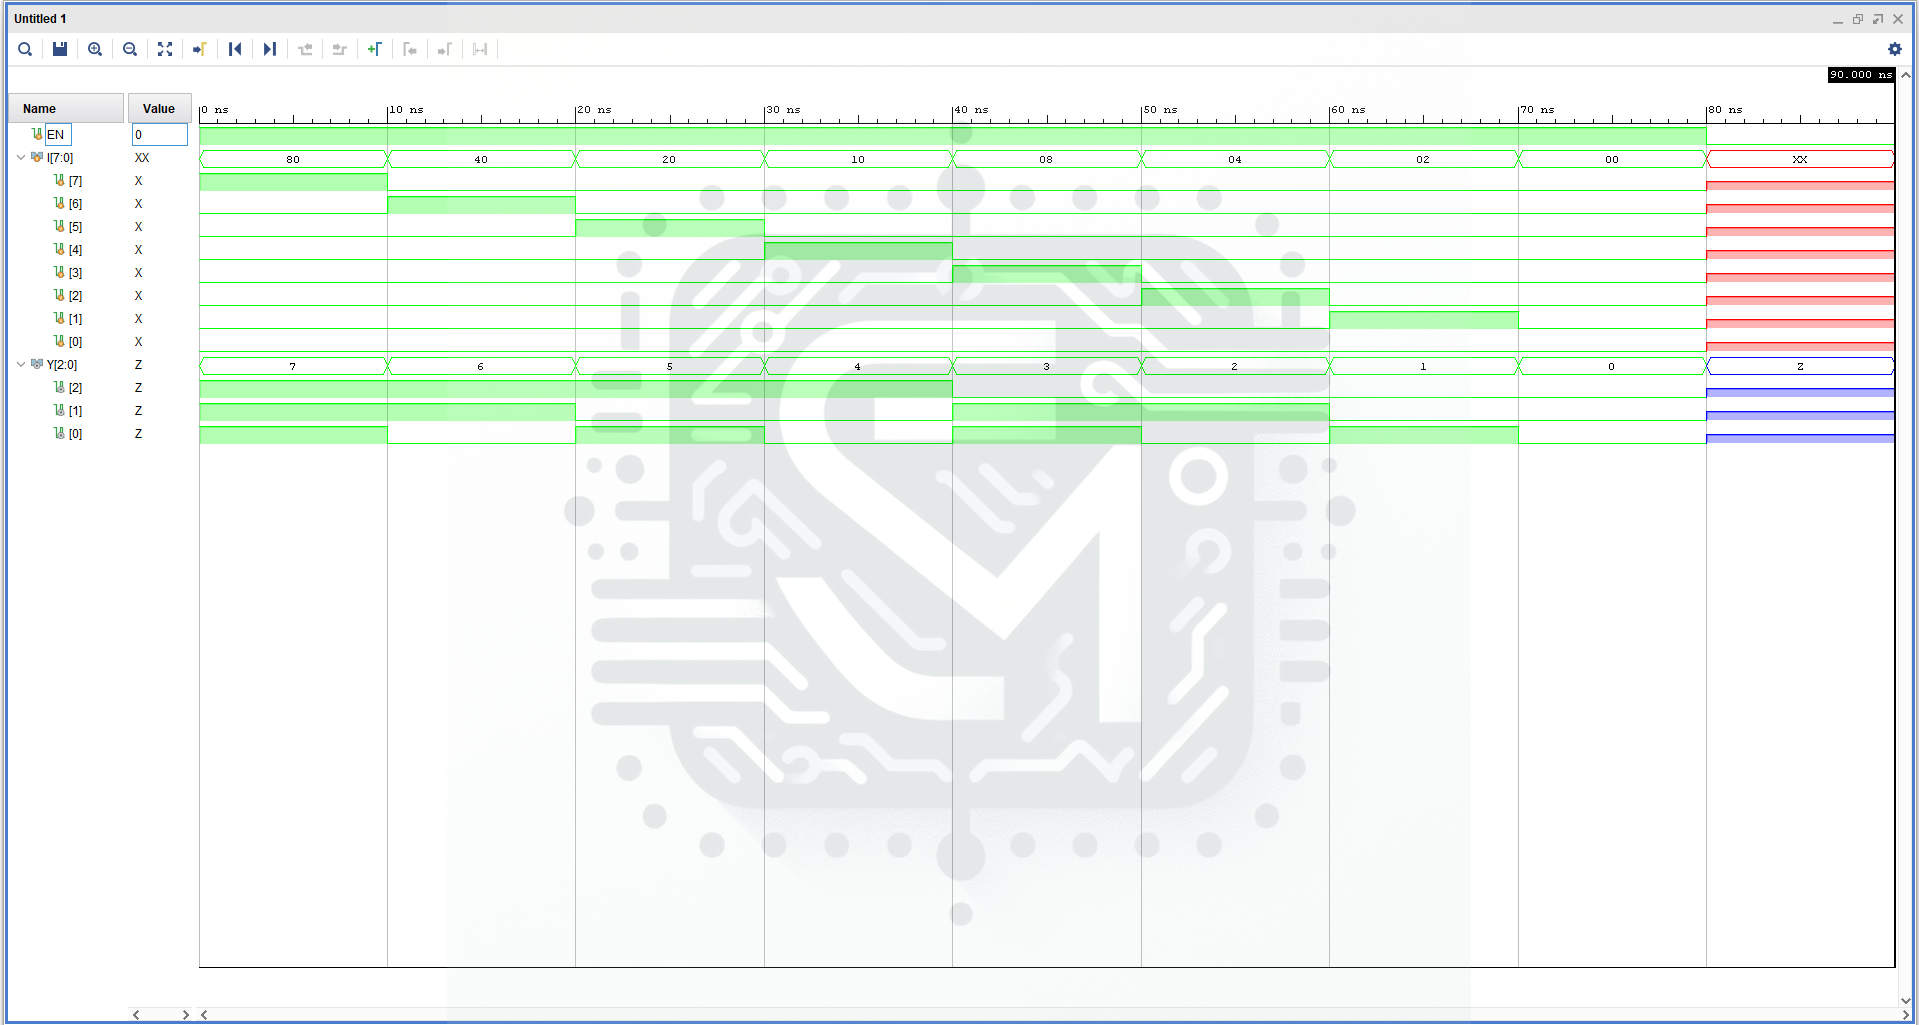 Untitled 1
90.000 ns
Name Value 0 ns 10 ns 20 ns 30 ns 40 ns 50 ns 60 ns 70 ns 80 ns
EN 0
I[7:0] XX 80 40 20 10 08 04 02 00 XX
[7] X
[6] X
[5] X
[4] X
[3] X
[2] X
[1] X
[0] X
Y[2:0] Z 7 6 5 4 3 2 1 0 Z
[2] Z
[1] Z
[0] Z